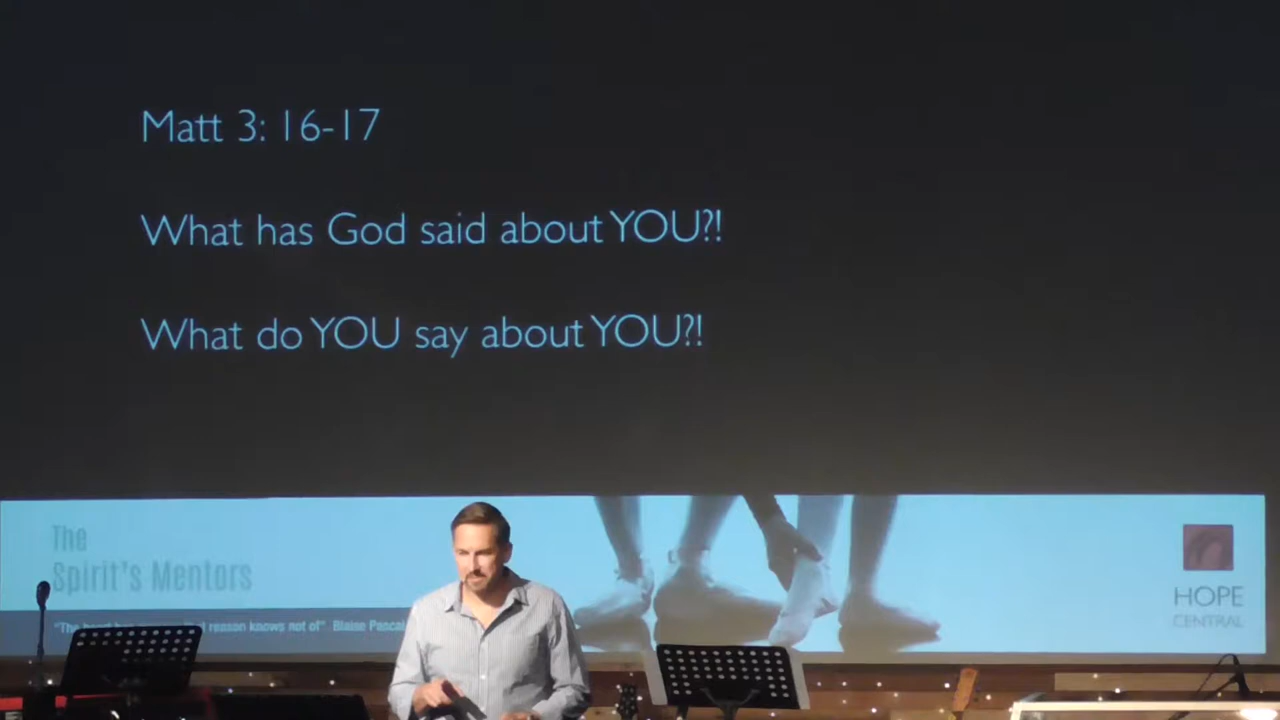 Matt 3: 16-17
What has God said about YOU?!
What do YOU say about YOU?!
The
Spirit's Mentors
"The heart reason knows not of" Blaise Pascal
HOPE
CENTRAL